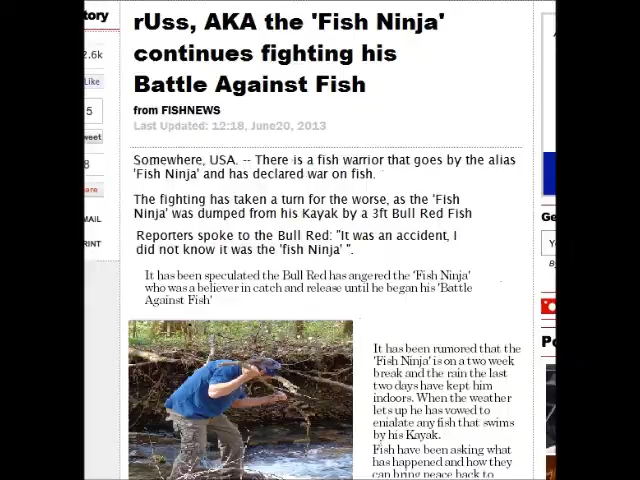 tory
2.6k
Like
5
weet
8
are
MAIL
RINT
rUss, AKA the 'Fish Ninja'
continues fighting his
Battle Against Fish
from FISHNEWS
Last Updated: 12:18, June20, 2013
Somewhere, USA. -- There is a fish warrior that goes by the alias
'Fish Ninja' and has declared war on fish.
The fighting has taken a turn for the worse, as the 'Fish
Ninja' was dumped from his Kayak by a 3ft Bull Red Fish
Reporters spoke to the Bull Red: "It was an accident, I
did not know it was the 'fish Ninja' ".
It has been speculated the Bull Red has angered the 'Fish Ninja'
who was a believer in catch and release until he began his 'Battle
Against Fish'
It has been rumored that the
'Fish Ninja' is on a two week
break and the rain the last
two days have kept him
indoors. When the weather
lets up he has vowed to
enialate any fish that swims
by his Kayak.
Fish have been asking what
has happened and how they
can bring peace back to
Ge
Po